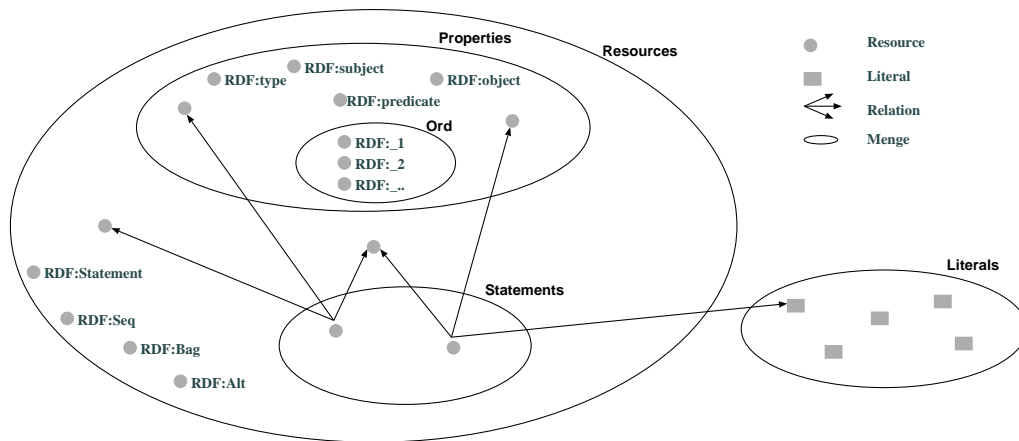 Properties
Resources
RDF:type
RDF:subject
RDF:object
RDF:predicate
Ord
RDF:_1
RDF:_2
RDF:_..
RDF:Statement
RDF:Seq
RDF:Bag
RDF:Alt
Statements
Literals
Resource
Literal
Relation
Menge